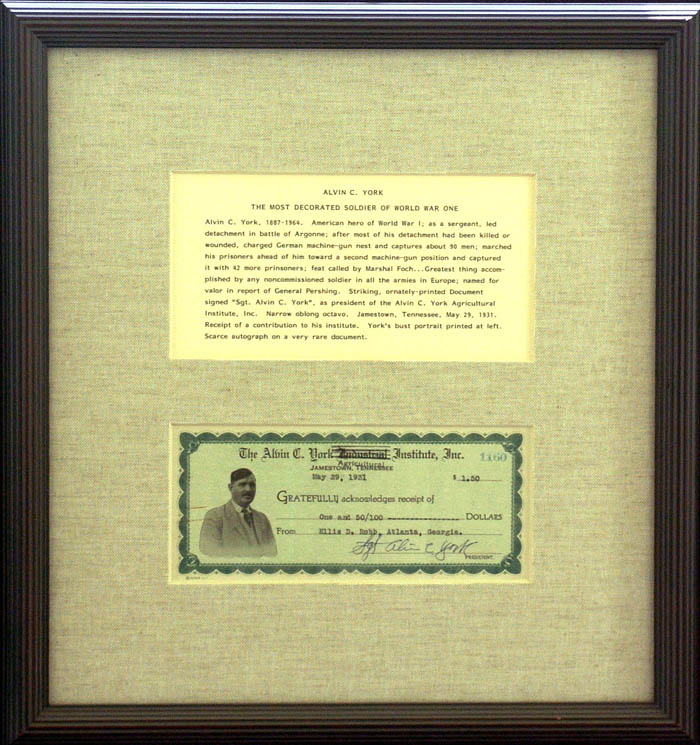 ALVIN C. YORK
THE MOST DECORATED SOLDIER OF WORLD WAR ONE
Alvin C. York, 1887-1964. American hero of World War I; as a sergeant, led
detachment in battle of Argonne; after most of his detachment had been killed or
wounded, charged German machine-gun nest and captures about 90 men; marched
his prisoners ahead of him toward a second machine-gun position and captured
it with 42 more prinsoners; feat called by Marshal Foch...Greatest thing accom-
plished by any noncommissioned soldier in all the armies in Europe; named for
valor in report of General Pershing. Striking, ornately-printed Document
signed "Sgt. Alvin C. York", as president of the Alvin C. York Agricultural
Institute, Inc. Narrow oblong octavo. Jamestown, Tennessee, May 29, 1931.
Receipt of a contribution to his institute. York's bust portrait printed at left.
Scarce autograph on a very rare document.
The Alvin C. York Industrial Institute, Inc. 1160
JAMESTOWN, TENNESSEE
Agricultural
May 29, 1931 $ 1.50
GRATEFULLY acknowledges receipt of
One and 50/100 ------------------ DOLLARS
From Ellis D. Robb, Atlanta, Georgia.
Sgt Alvin C York
PRESIDENT.